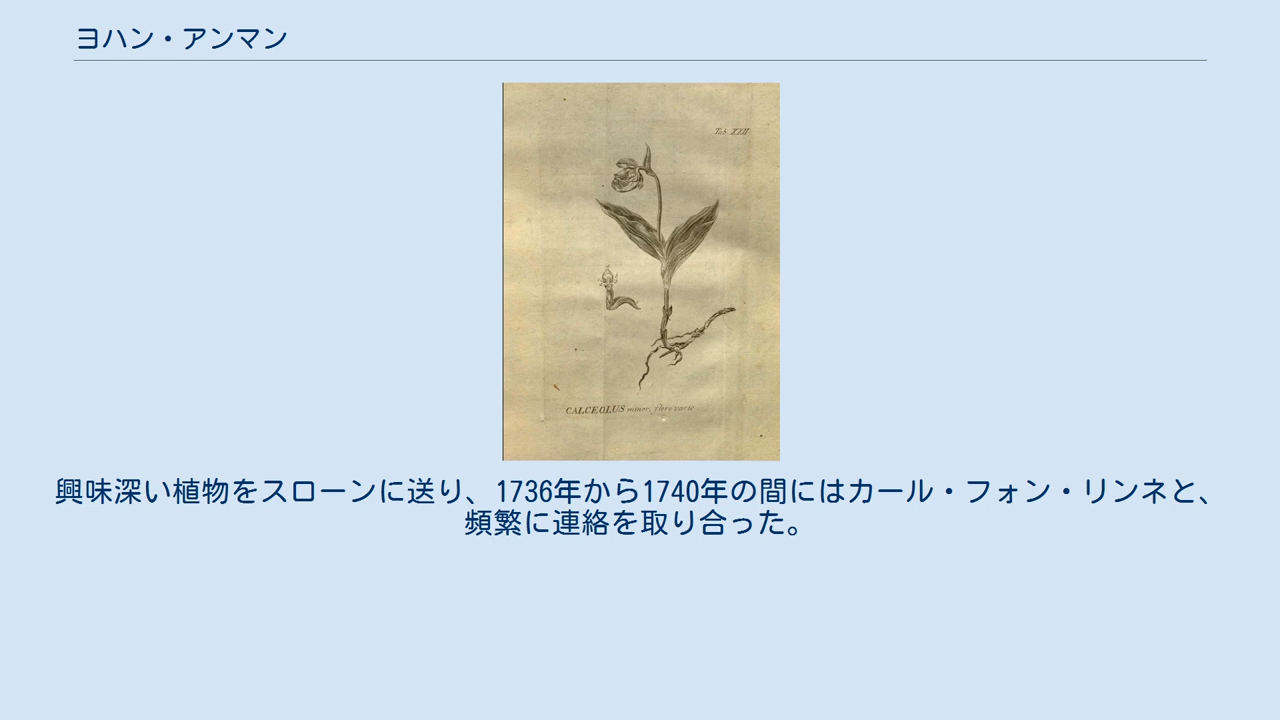 ヨハン・アンマン
Tab. XXII
CALCEOLUS minor, flore vario
興味深い植物をスローンに送り、1736年から1740年の間にはカール・フォン・リンネと、
頻繁に連絡を取り合った。